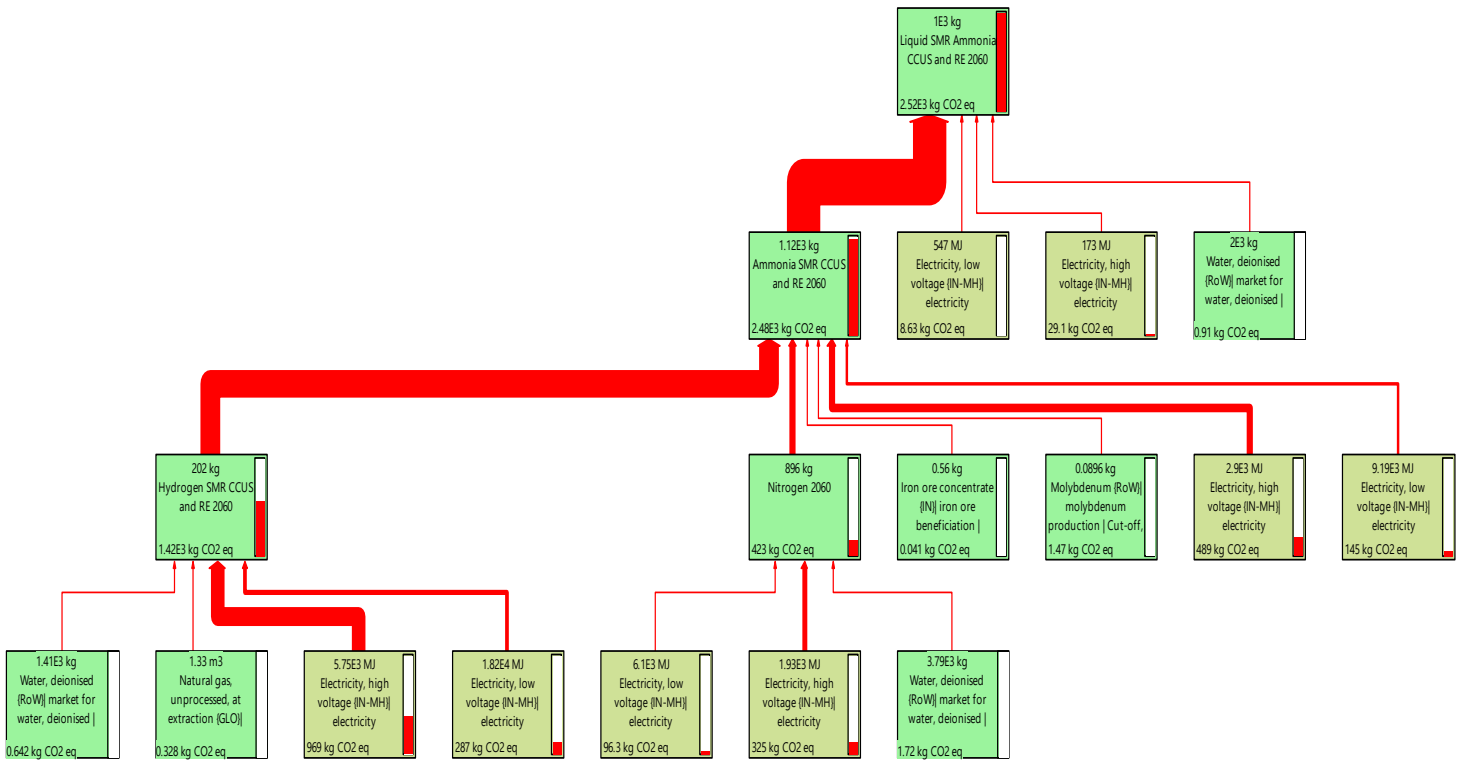 1E3 kg
Liquid SMR Ammonia
CCUS and RE 2060
2.52E3 kg CO2 eq
1.12E3 kg
Ammonia SMR CCUS
and RE 2060
2.48E3 kg CO2 eq
547 MJ
Electricity, low
voltage {IN-MH}|
electricity
8.63 kg CO2 eq
173 MJ
Electricity, high
voltage {IN-MH}|
electricity
29.1 kg CO2 eq
2E3 kg
Water, deionised
{RoW}| market for
water, deionised |
0.91 kg CO2 eq
202 kg
Hydrogen SMR CCUS
and RE 2060
1.42E3 kg CO2 eq
896 kg
Nitrogen 2060
423 kg CO2 eq
0.56 kg
Iron ore concentrate
{IN}| iron ore
beneficiation |
0.041 kg CO2 eq
0.0896 kg
Molybdenum {RoW}|
molybdenum
production | Cut-off,
1.47 kg CO2 eq
2.9E3 MJ
Electricity, high
voltage {IN-MH}|
electricity
489 kg CO2 eq
9.19E3 MJ
Electricity, low
voltage {IN-MH}|
electricity
145 kg CO2 eq
1.41E3 kg
Water, deionised
{RoW}| market for
water, deionised |
0.642 kg CO2 eq
1.33 m3
Natural gas,
unprocessed, at
extraction {GLO}|
0.328 kg CO2 eq
5.75E3 MJ
Electricity, high
voltage {IN-MH}|
electricity
969 kg CO2 eq
1.82E4 MJ
Electricity, low
voltage {IN-MH}|
electricity
287 kg CO2 eq
6.1E3 MJ
Electricity, low
voltage {IN-MH}|
electricity
96.3 kg CO2 eq
1.93E3 MJ
Electricity, high
voltage {IN-MH}|
electricity
325 kg CO2 eq
3.79E3 kg
Water, deionised
{RoW}| market for
water, deionised |
1.72 kg CO2 eq